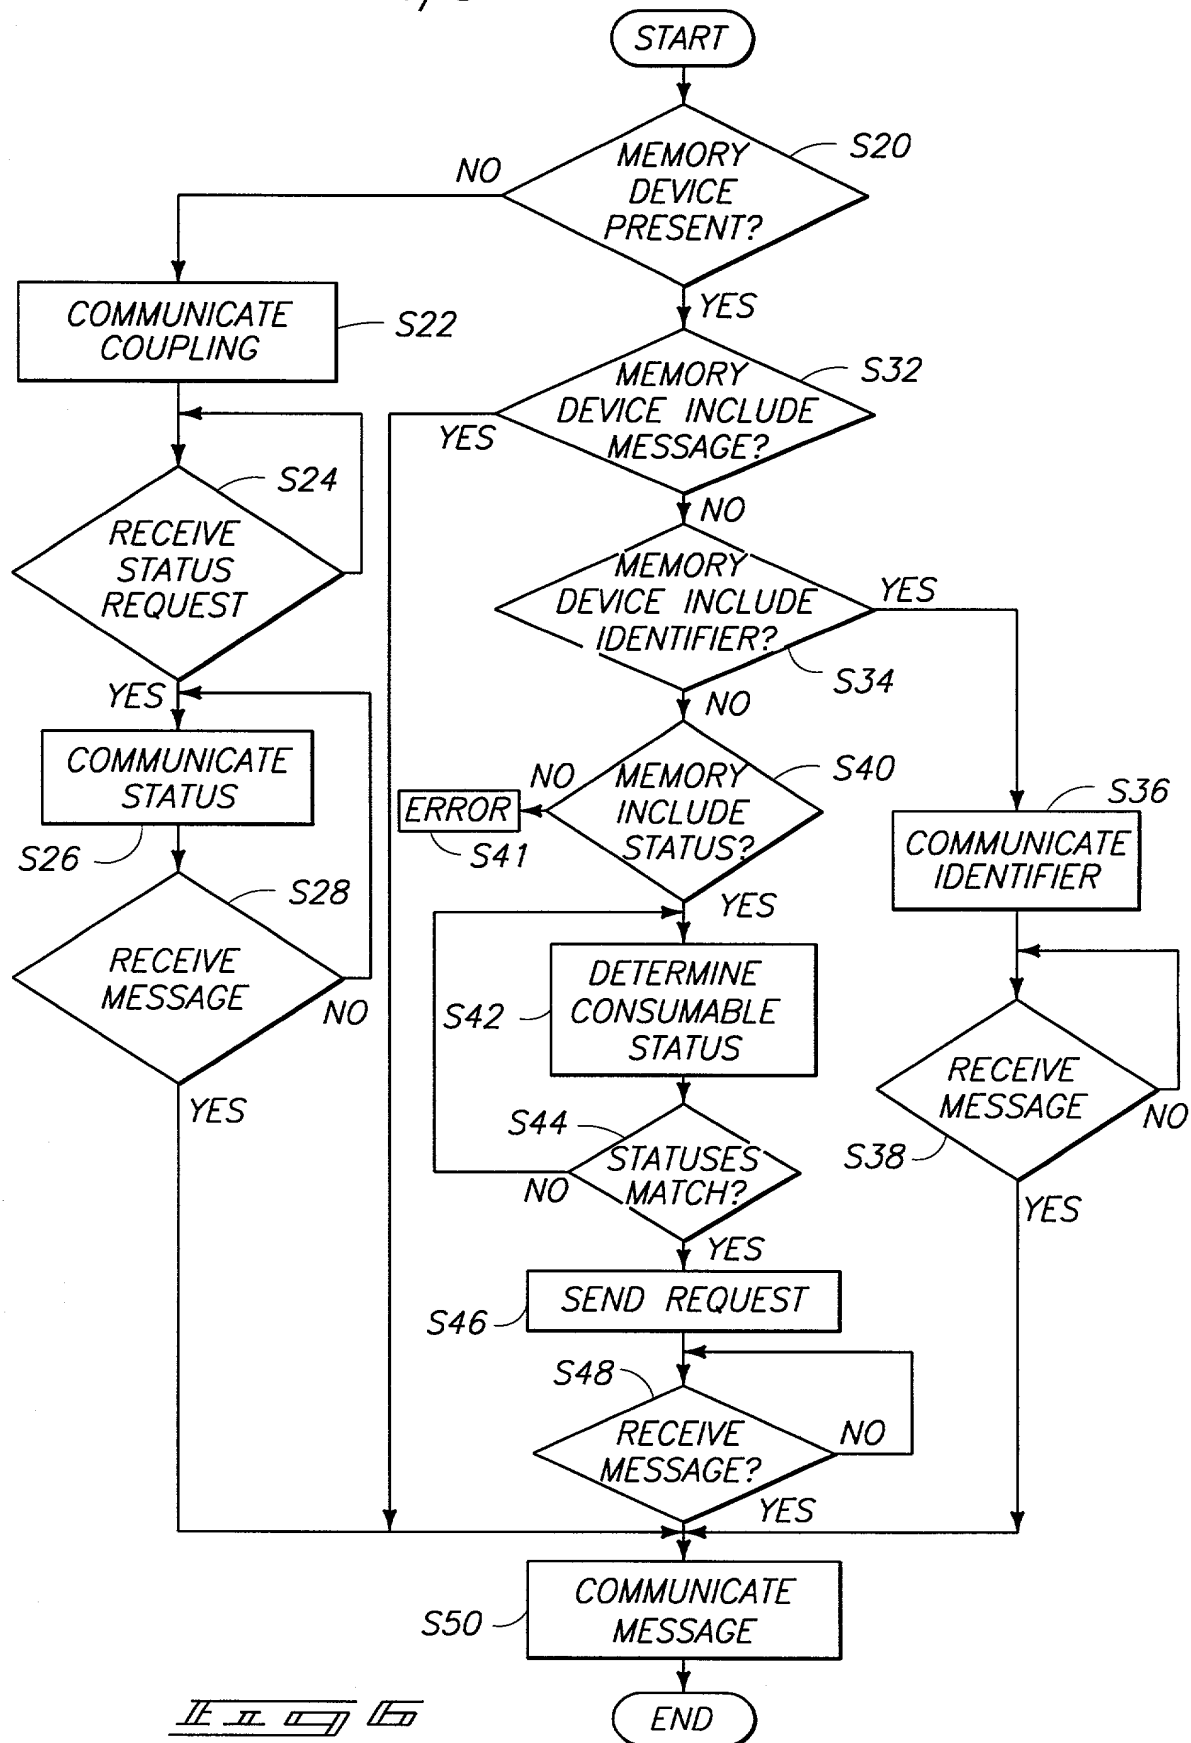 START
MEMORY
DEVICE
PRESENT?
S20
NO
YES
COMMUNICATE
COUPLING
S22
MEMORY
DEVICE INCLUDE
MESSAGE?
S32
YES
NO
RECEIVE
STATUS
REQUEST
S24
YES
MEMORY
DEVICE INCLUDE
IDENTIFIER?
S34
YES
NO
COMMUNICATE
STATUS
S26
MEMORY
INCLUDE
STATUS?
S40
NO
ERROR
S41
YES
COMMUNICATE
IDENTIFIER
S36
RECEIVE
MESSAGE
S28
NO
YES
DETERMINE
CONSUMABLE
STATUS
S42
RECEIVE
MESSAGE
S38
NO
YES
STATUSES
MATCH?
S44
NO
YES
SEND REQUEST
S46
RECEIVE
MESSAGE?
S48
NO
YES
COMMUNICATE
MESSAGE
S50
END
FIG 6